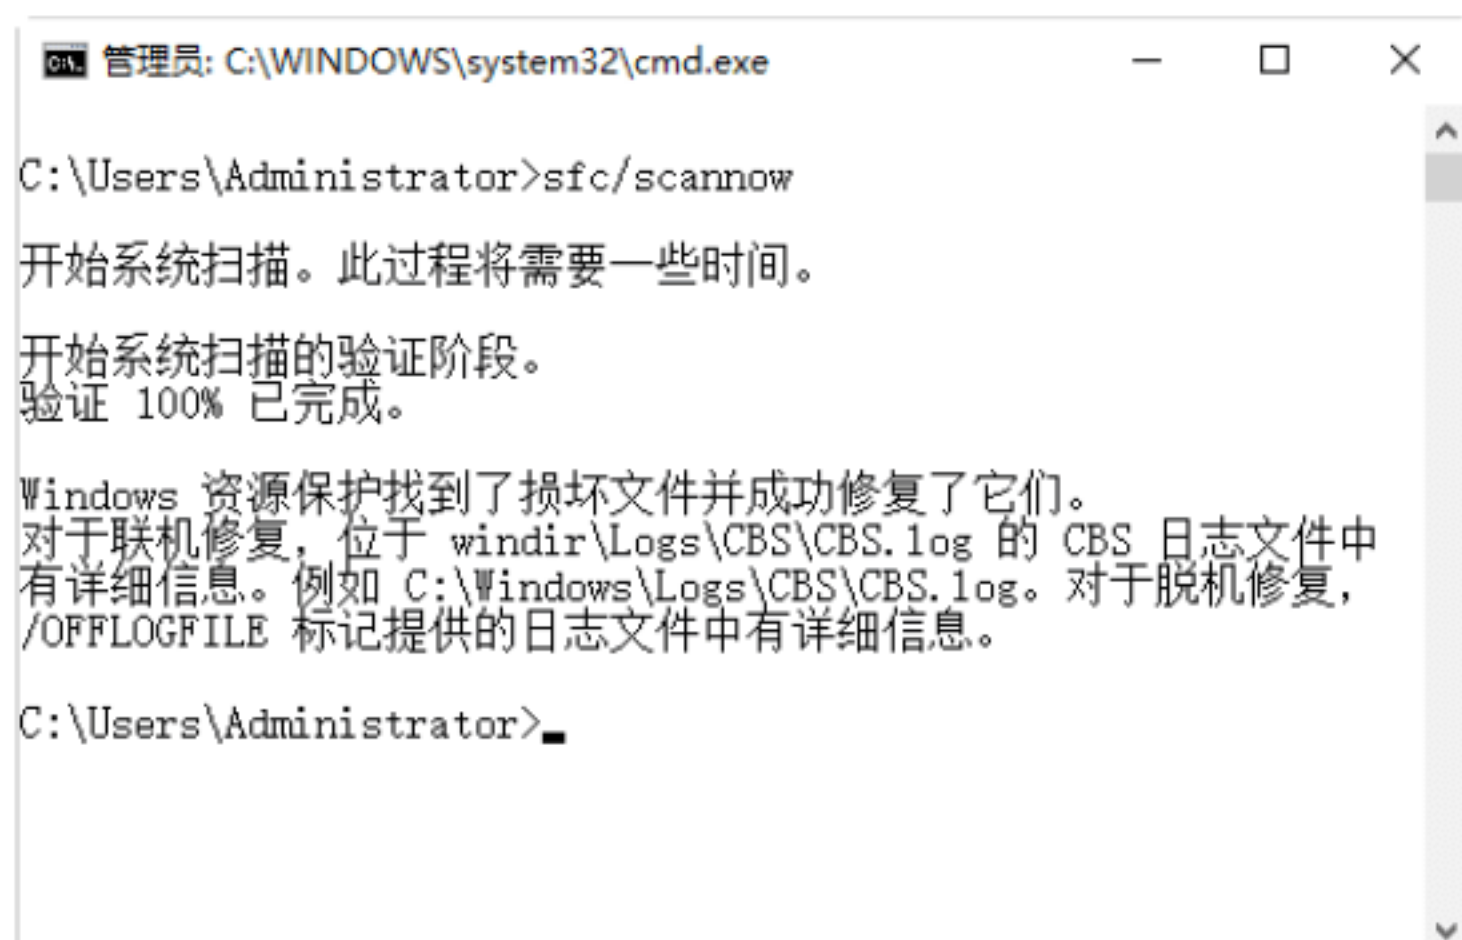 管理员: C:\WINDOWS\system32\cmd.exe
C:\Users\Administrator>sfc/scannow
开始系统扫描。此过程将需要一些时间。
开始系统扫描的验证阶段。
验证 100% 已完成。
Windows 资源保护找到了损坏文件并成功修复了它们。
对于联机修复，位于 windir\Logs\CBS\CBS.log 的 CBS 日志文件中
有详细信息。例如 C:\Windows\Logs\CBS\CBS.log。对于脱机修复，
/OFFLOGFILE 标记提供的日志文件中有详细信息。
C:\Users\Administrator>